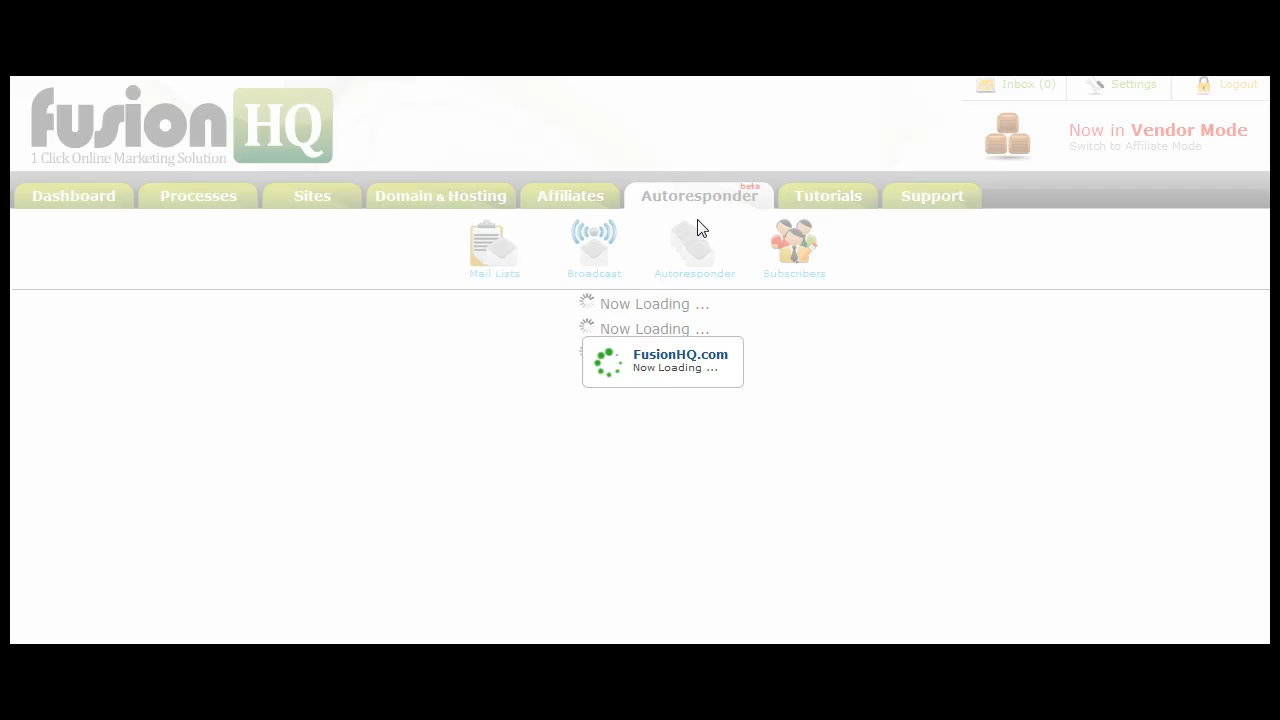 fusion HQ
1 Click Online Marketing Solution
Inbox (0) Settings Logout
Now in Vendor Mode
Switch to Affiliate Mode
Dashboard Processes Sites Domain & Hosting Affiliates Autoresponder beta Tutorials Support
Mail Lists Broadcast Autoresponder Subscribers
Now Loading ...
Now Loading ...
FusionHQ.com
Now Loading ...